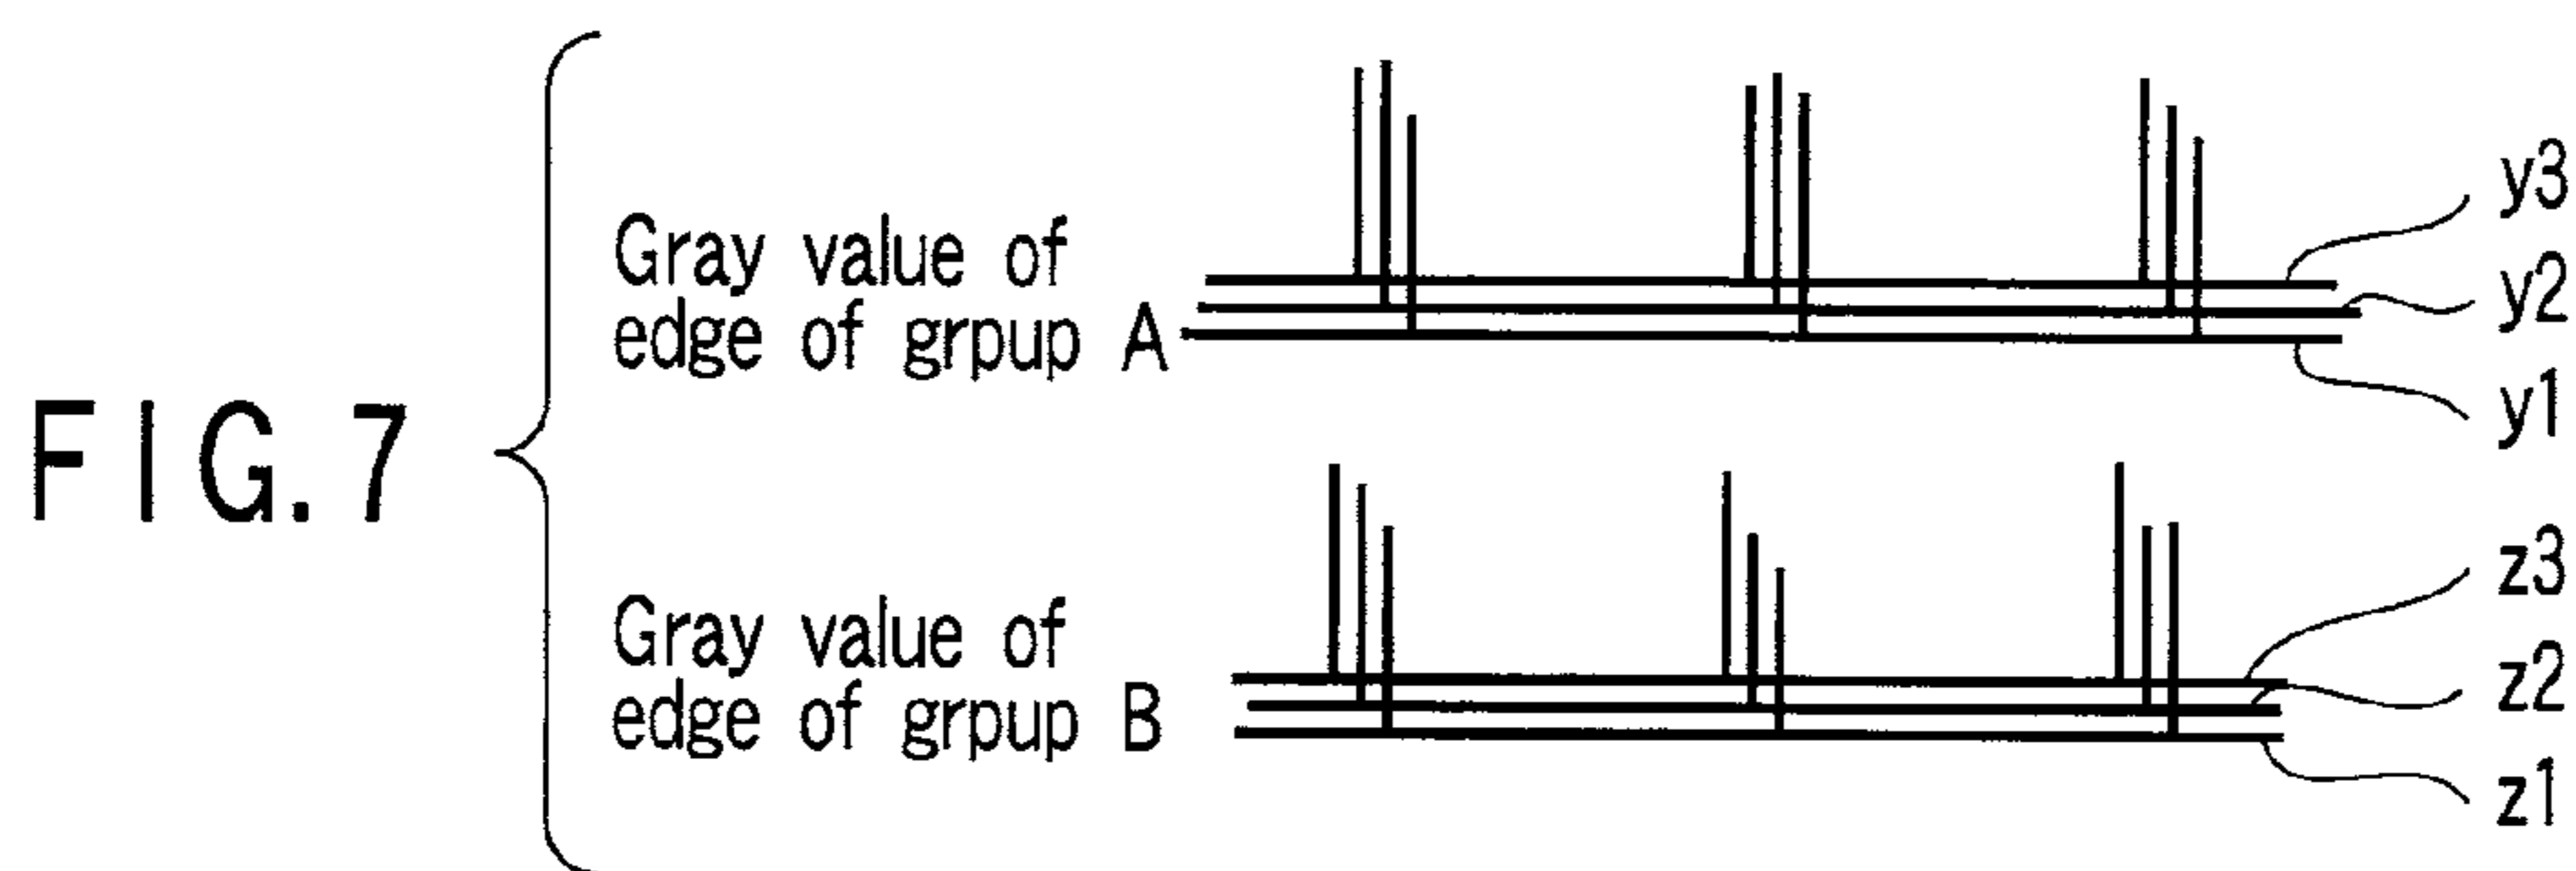 FIG.7
Gray value of
edge of grpup A
y3
y2
y1
Gray value of
edge of grpup B
z3
z2
z1